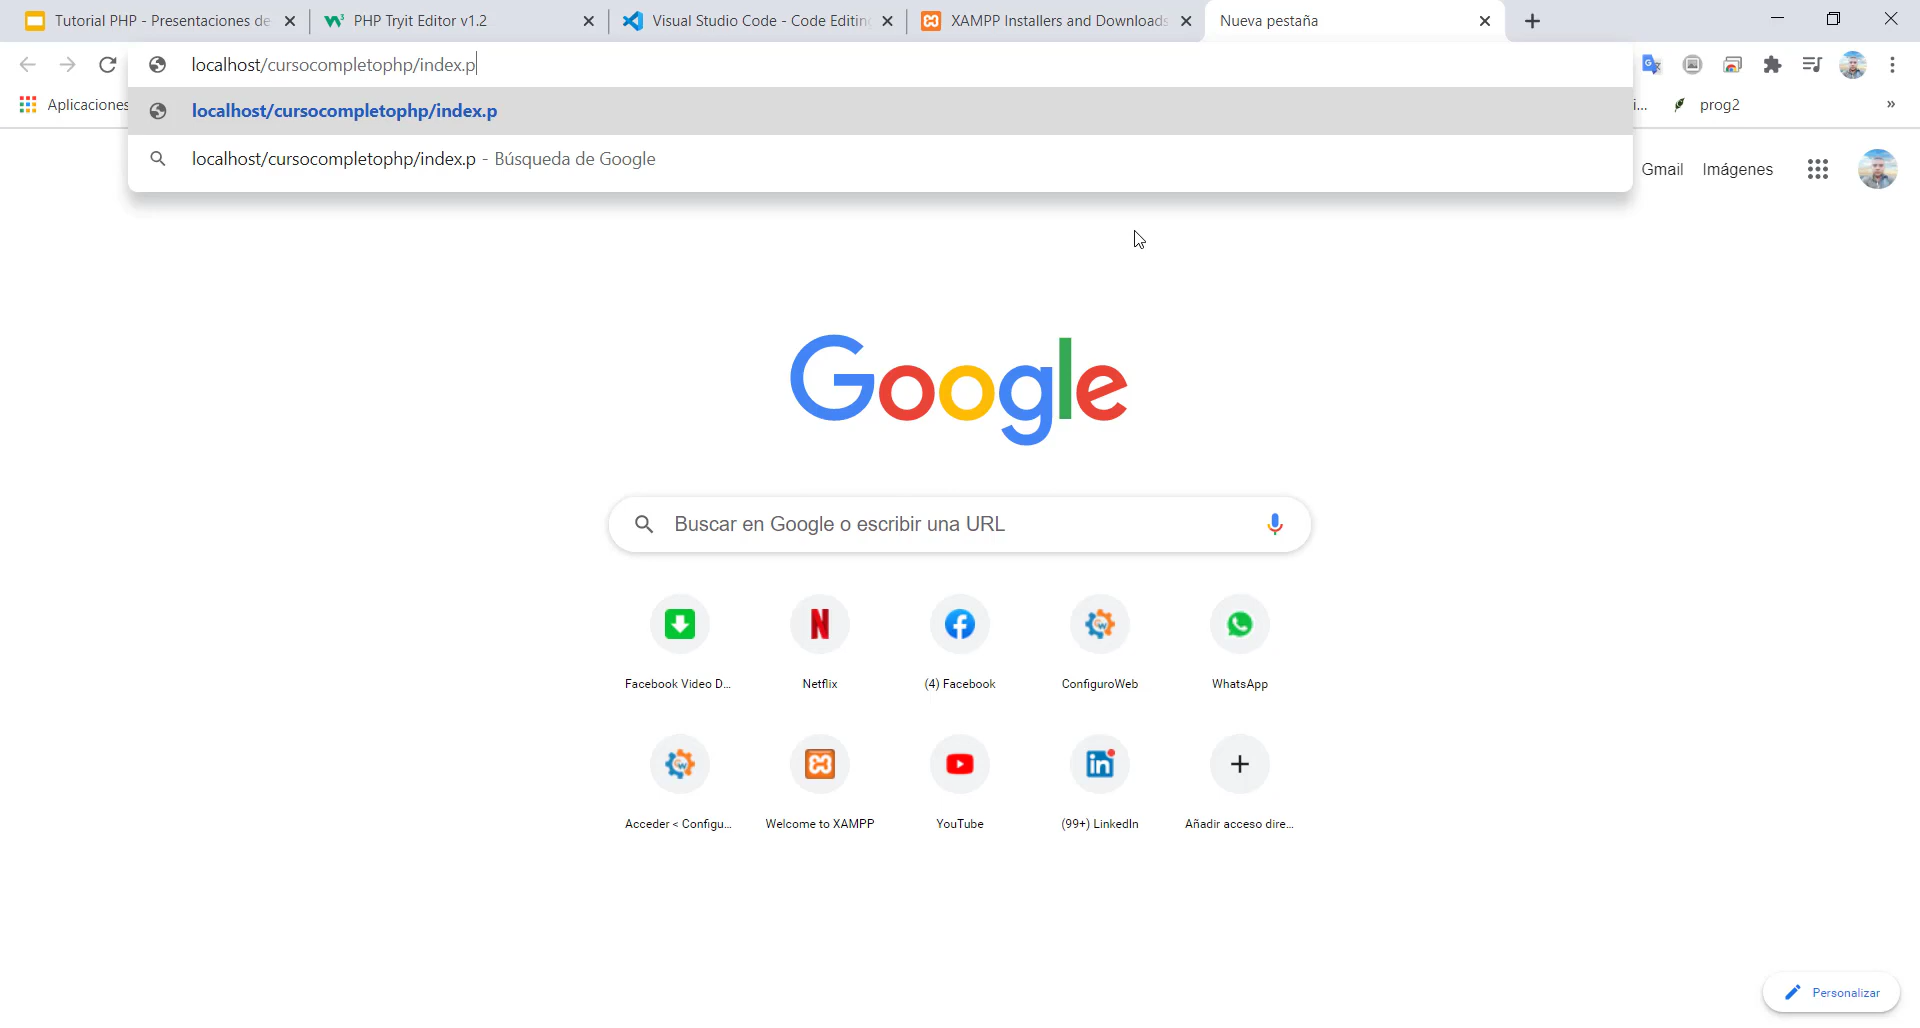 Tutorial PHP - Presentaciones de
PHP Tryit Editor v1.2
Visual Studio Code - Code Editing
XAMPP Installers and Downloads
Nueva pestaña
localhost/cursocompletophp/index.p
Aplicaciones
localhost/cursocompletophp/index.p
i...
prog2
»
localhost/cursocompletophp/index.p - Búsqueda de Google
Gmail
Imágenes
Google
Buscar en Google o escribir una URL
Facebook Video D...
Netflix
(4) Facebook
ConfiguroWeb
WhatsApp
Acceder < Configu...
Welcome to XAMPP
YouTube
(99+) LinkedIn
Añadir acceso dire...
Personalizar